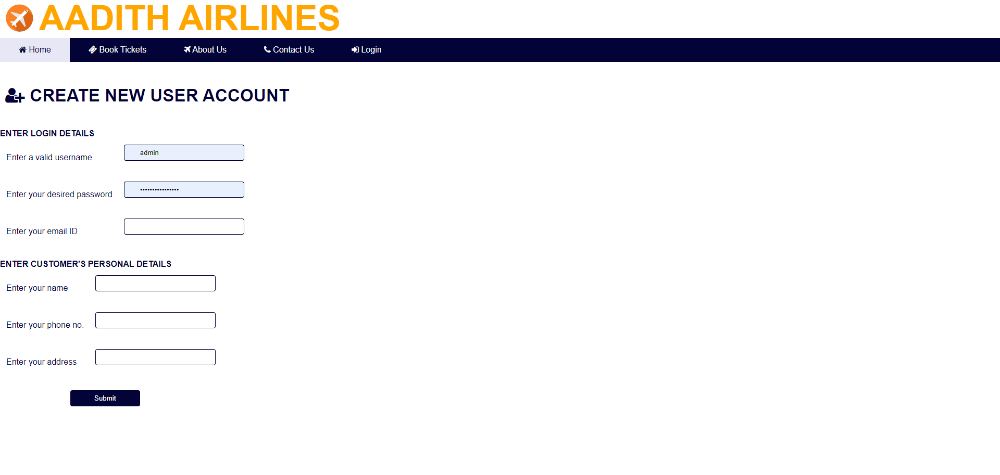 AADITH AIRLINES
Home Book Tickets About Us Contact Us Login
CREATE NEW USER ACCOUNT
ENTER LOGIN DETAILS
Enter a valid username admin
Enter your desired password ••••••••••••••••
Enter your email ID
ENTER CUSTOMER'S PERSONAL DETAILS
Enter your name
Enter your phone no.
Enter your address
Submit